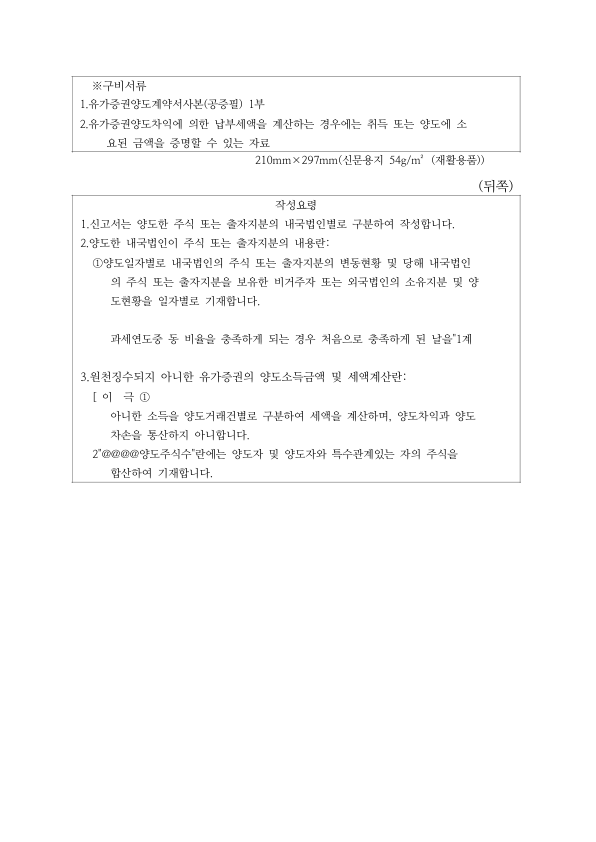 ※구비서류
1.유가증권양도계약서사본(공증필) 1부
2.유가증권양도차익에 의한 납부세액을 계산하는 경우에는 취득 또는 양도에 소
요된 금액을 증명할 수 있는 자료
210mm×297mm(신문용지 54g/m² (재활용품))
(뒤쪽)
작성요령
1.신고서는 양도한 주식 또는 출자지분의 내국법인별로 구분하여 작성합니다.
2.양도한 내국법인이 주식 또는 출자지분의 내용란:
①양도일자별로 내국법인의 주식 또는 출자지분의 변동현황 및 당해 내국법인
의 주식 또는 출자지분을 보유한 비거주자 또는 외국법인의 소유지분 및 양
도현황을 일자별로 기재합니다.
과세연도중 동 비율을 충족하게 되는 경우 처음으로 충족하게 된 날을"1계
3.원천징수되지 아니한 유가증권의 양도소득금액 및 세액계산란:
[ 이 극 ①
아니한 소득을 양도거래건별로 구분하여 세액을 계산하며, 양도차익과 양도
차손을 통산하지 아니합니다.
2"@@@@양도주식수"란에는 양도자 및 양도자와 특수관계있는 자의 주식을
합산하여 기재합니다.